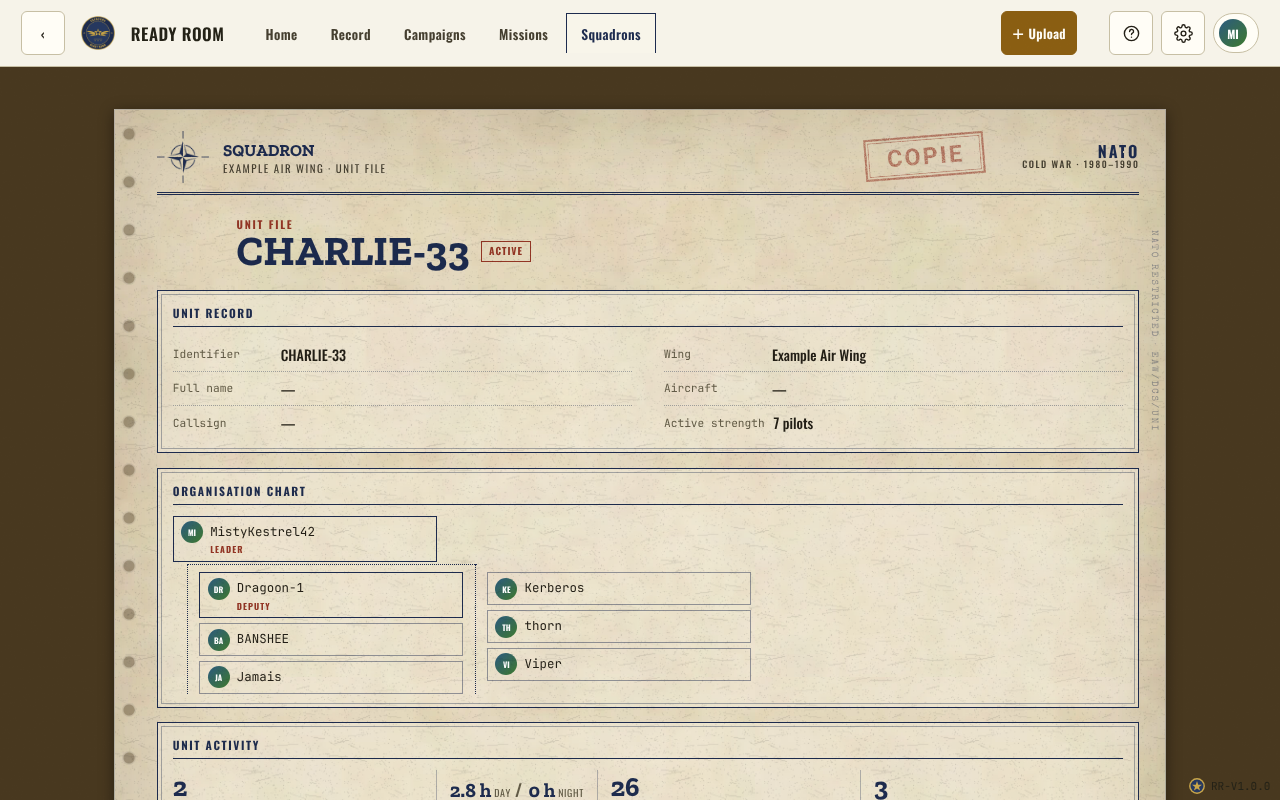 ‹
READY ROOM
Home
Record
Campaigns
Missions
Squadrons
+ Upload
MI
SQUADRON
EXAMPLE AIR WING · UNIT FILE
COPIE
NATO
COLD WAR · 1980–1990
UNIT FILE
CHARLIE-33
ACTIVE
NATO RESTRICTED · EAW/DCS/UNI
UNIT RECORD
Identifier CHARLIE-33
Wing Example Air Wing
Full name —
Aircraft —
Callsign —
Active strength 7 pilots
ORGANISATION CHART
MI MistyKestrel42
LEADER
DR Dragoon-1
DEPUTY
BA BANSHEE
JA Jamais
KE Kerberos
TH thorn
VI Viper
UNIT ACTIVITY
2
2.8 h DAY / 0 h NIGHT
26
3
RR-V1.0.0